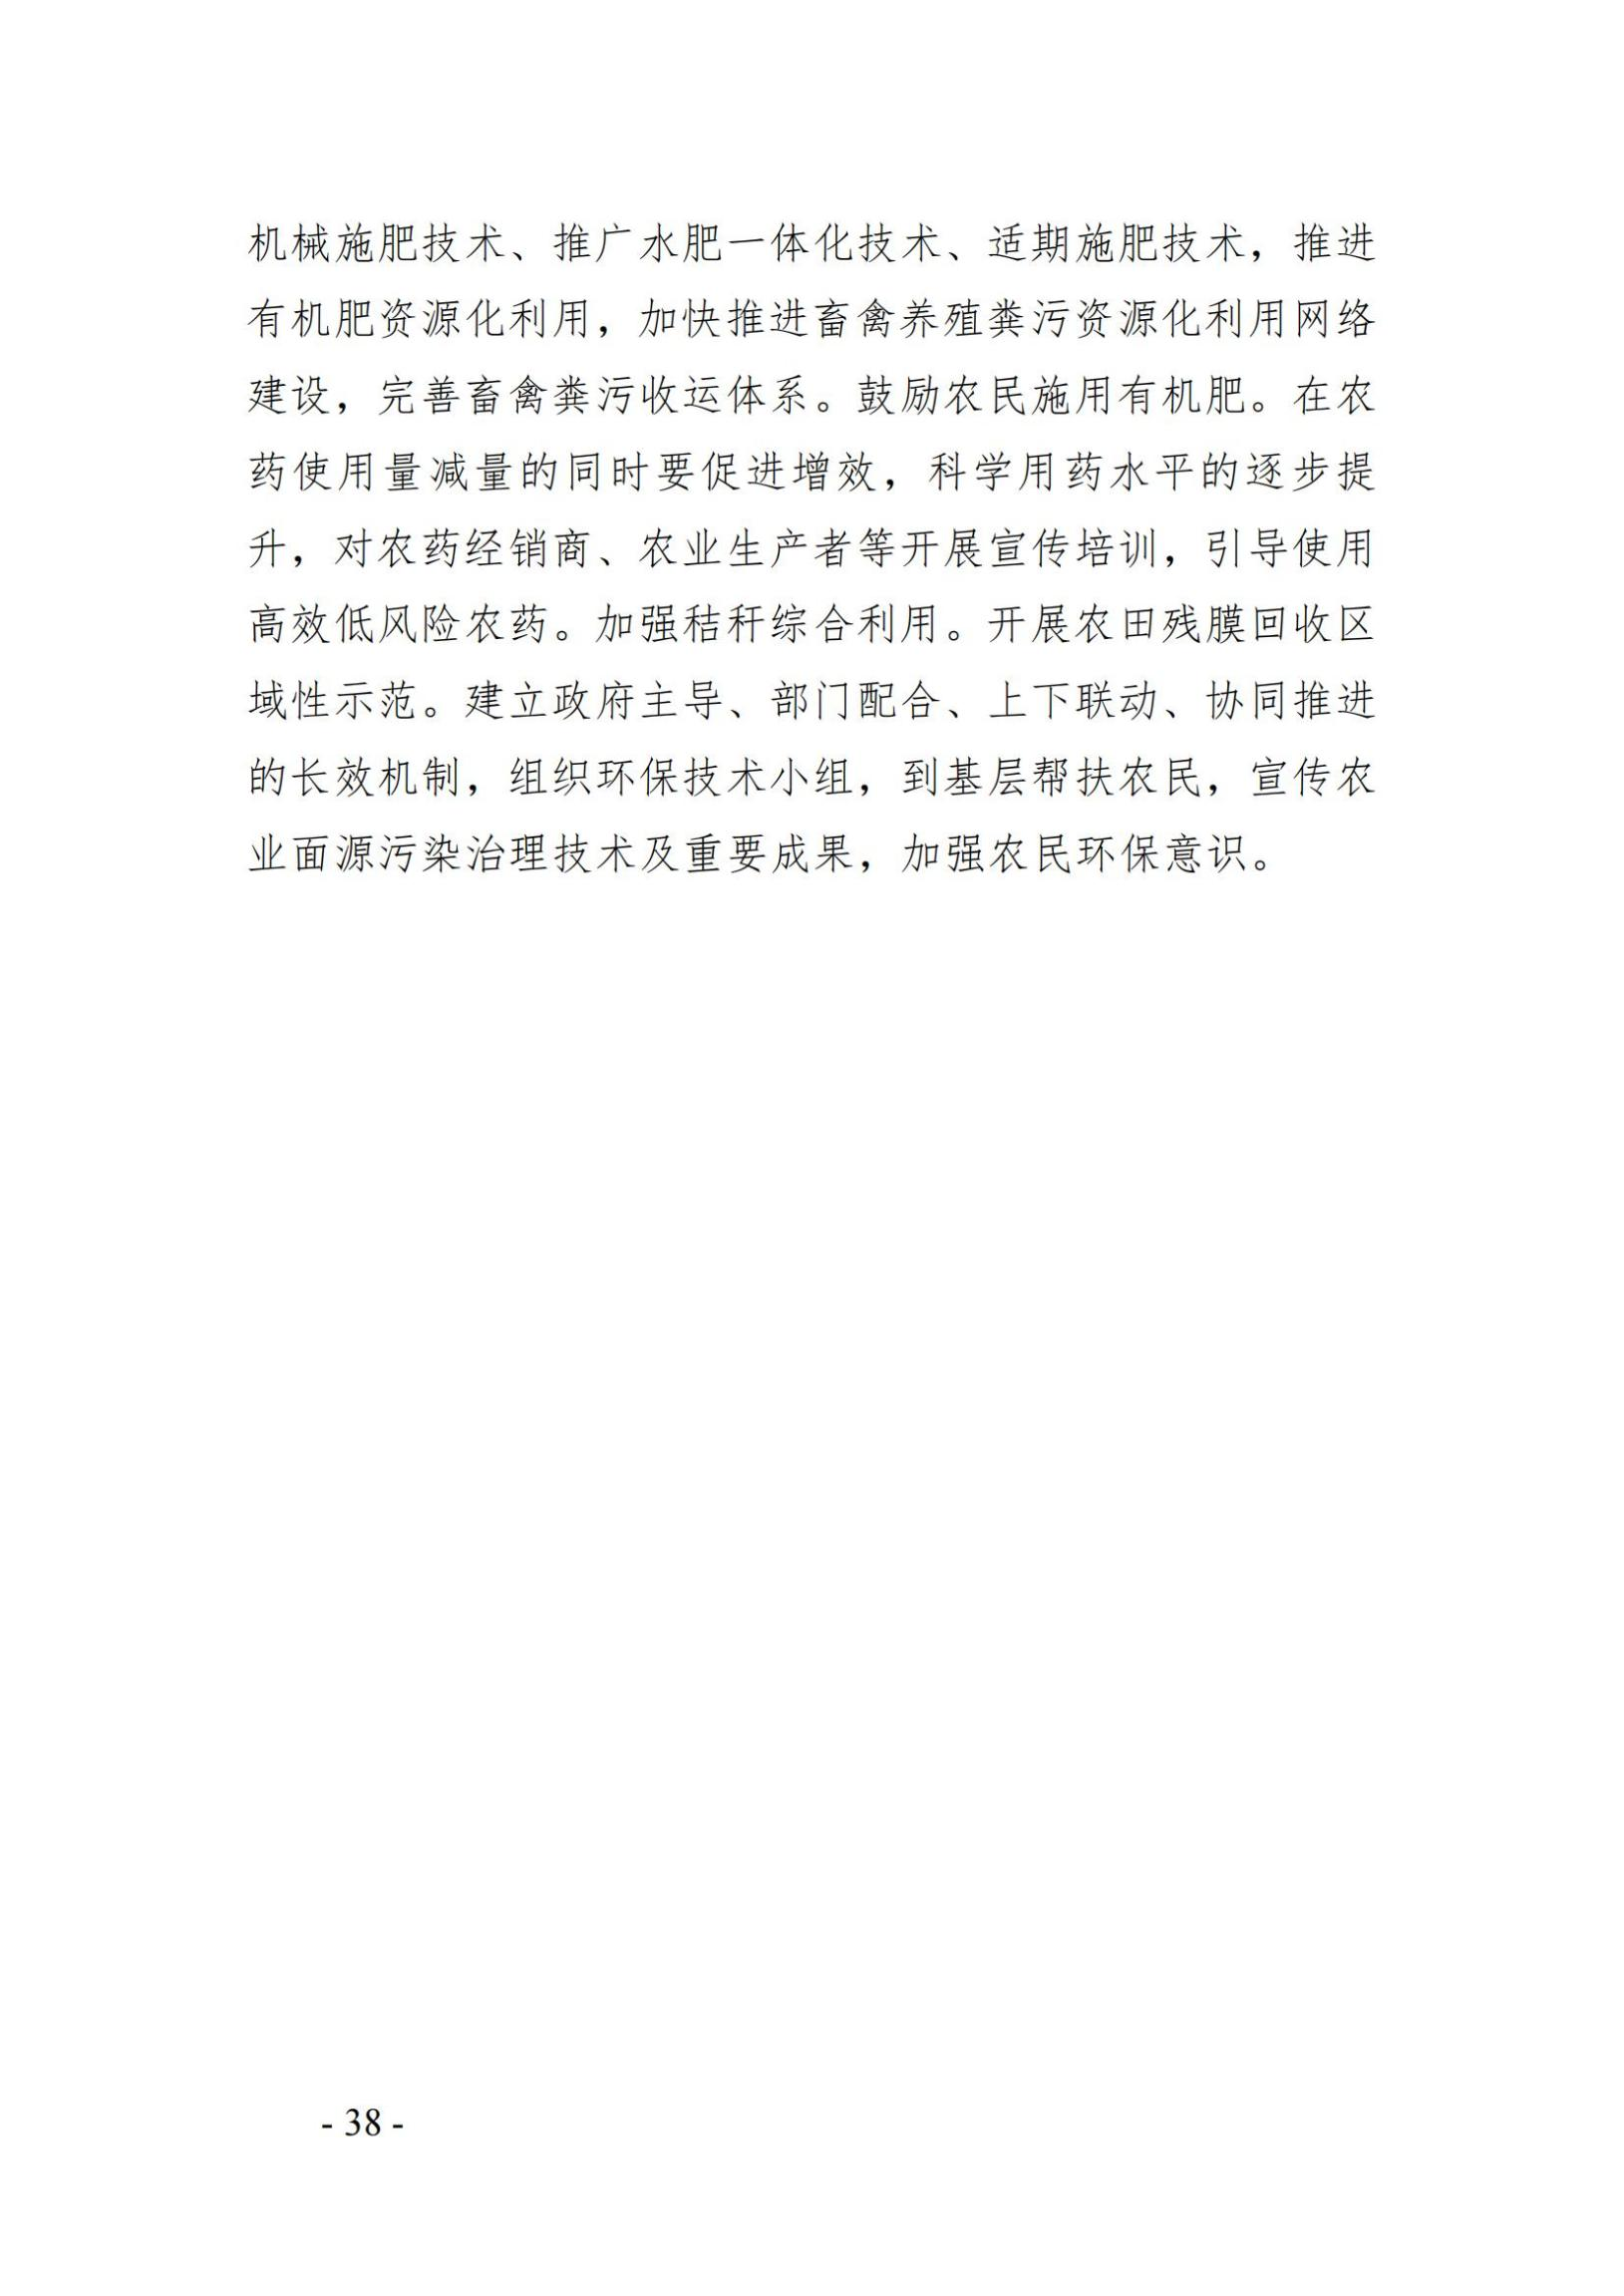 机械施肥技术、推广水肥一体化技术、适期施肥技术，推进
有机肥资源化利用，加快推进畜禽养殖粪污资源化利用网络
建设，完善畜禽粪污收运体系。鼓励农民施用有机肥。在农
药使用量减量的同时要促进增效，科学用药水平的逐步提
升，对农药经销商、农业生产者等开展宣传培训，引导使用
高效低风险农药。加强秸秆综合利用。开展农田残膜回收区
域性示范。建立政府主导、部门配合、上下联动、协同推进
的长效机制，组织环保技术小组，到基层帮扶农民，宣传农
业面源污染治理技术及重要成果，加强农民环保意识。
- 38 -